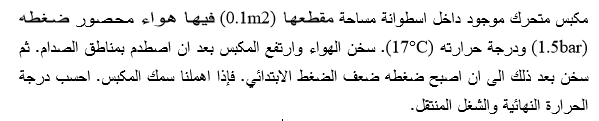 مكبس متحرك موجود داخل اسطوانة مساحة مقطعها (0.1m2) فيها هواء محصور ضغطه
(1.5bar) ودرجة حرارته (17°C). سخن الهواء وارتفع المكبس بعد ان اصطدم بمناطق الصدام. ثم
سخن بعد ذلك الى ان اصبح ضغطه ضعف الضغط الابتدائي. فإذا اهملنا سمك المكبس. احسب درجة
الحرارة النهائية والشغل المنتقل.